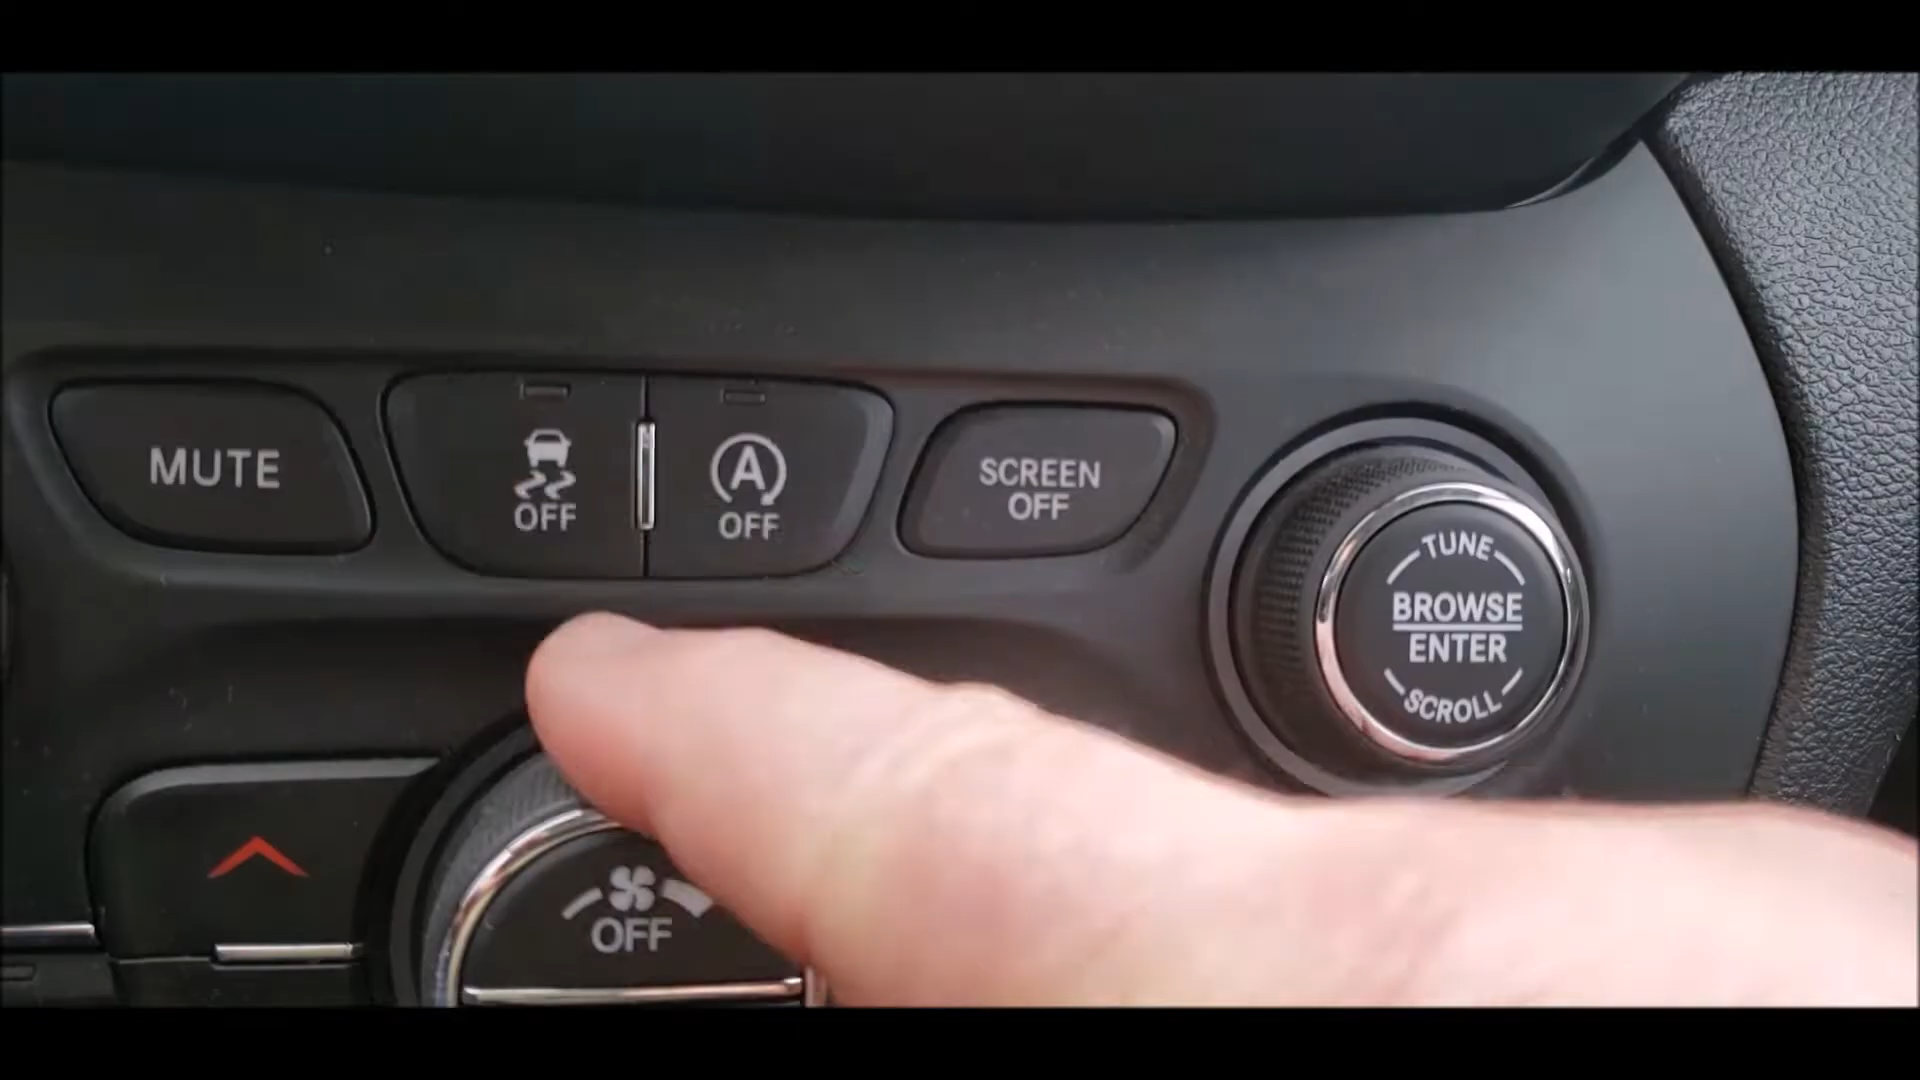 MUTE
OFF
A
OFF
SCREEN
OFF
TUNE
BROWSE
ENTER
SCROLL
OFF